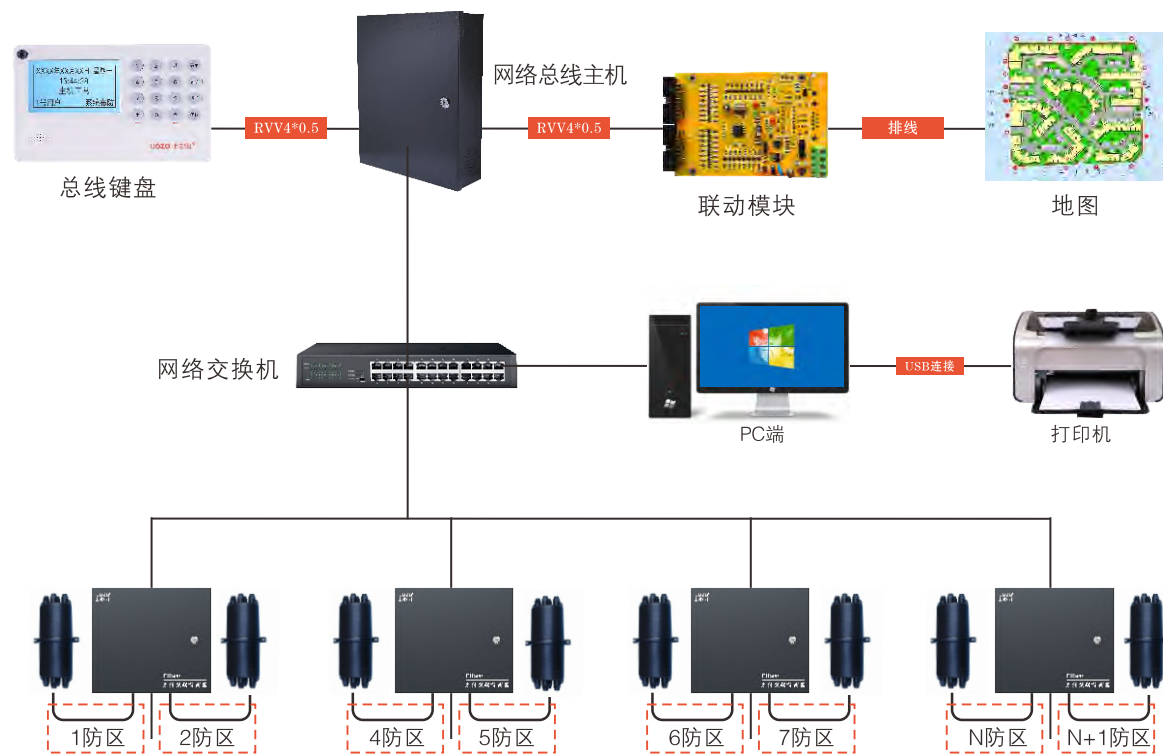 网络总线主机
RVV4*0.5
RVV4*0.5
排线
总线键盘
联动模块
地图
网络交换机
USB连接
PC端
打印机
1防区
2防区
4防区
5防区
6防区
7防区
N防区
N+1防区